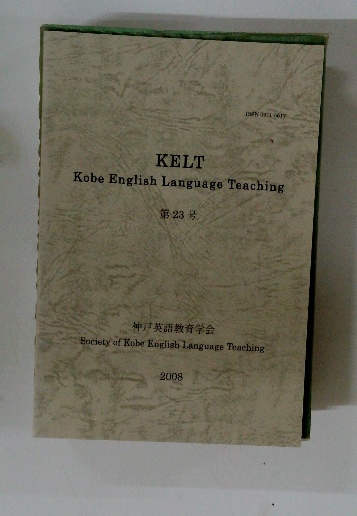 KELT
Kobe English Language Teaching
第23号
神戸英語教育学会
Society of Kobe English Language Teaching
2008